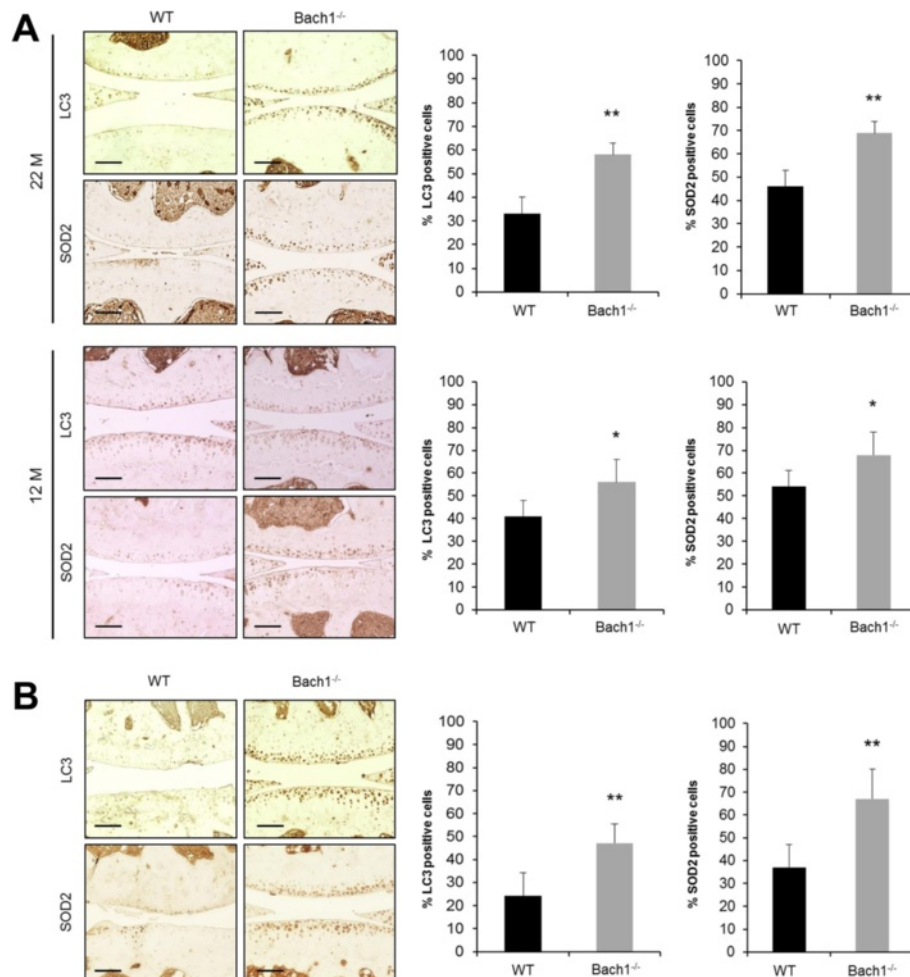 A
WT
Bach1-/-
22 M
LC3
SOD2
% LC3 positive cells
100
90
80
70
60
50
40
30
20
10
0
**
WT
Bach1-/-
% SOD2 positive cells
100
90
80
70
60
50
40
30
20
10
0
**
WT
Bach1-/-
12 M
LC3
SOD2
% LC3 positive cells
100
90
80
70
60
50
40
30
20
10
0
*
WT
Bach1-/-
% SOD2 positive cells
100
90
80
70
60
50
40
30
20
10
0
*
WT
Bach1-/-
B
WT
Bach1-/-
LC3
SOD2
% LC3 positive cells
100
90
80
70
60
50
40
30
20
10
0
**
WT
Bach1-/-
% SOD2 positive cells
100
90
80
70
60
50
40
30
20
10
0
**
WT
Bach1-/-